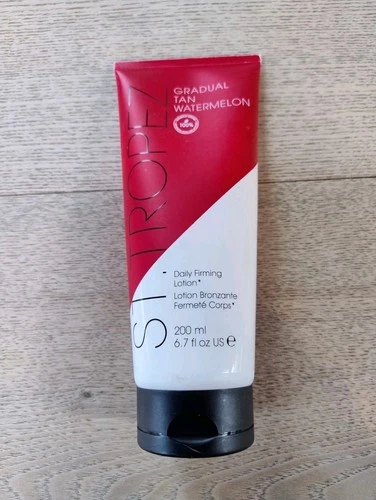 GRADUAL
TAN
WATERMELON
100%
ST.TROPEZ
Daily Firming
Lotion*
Lotion Bronzante
Fermeté Corps*
200 ml
6.7 fl oz US ℮